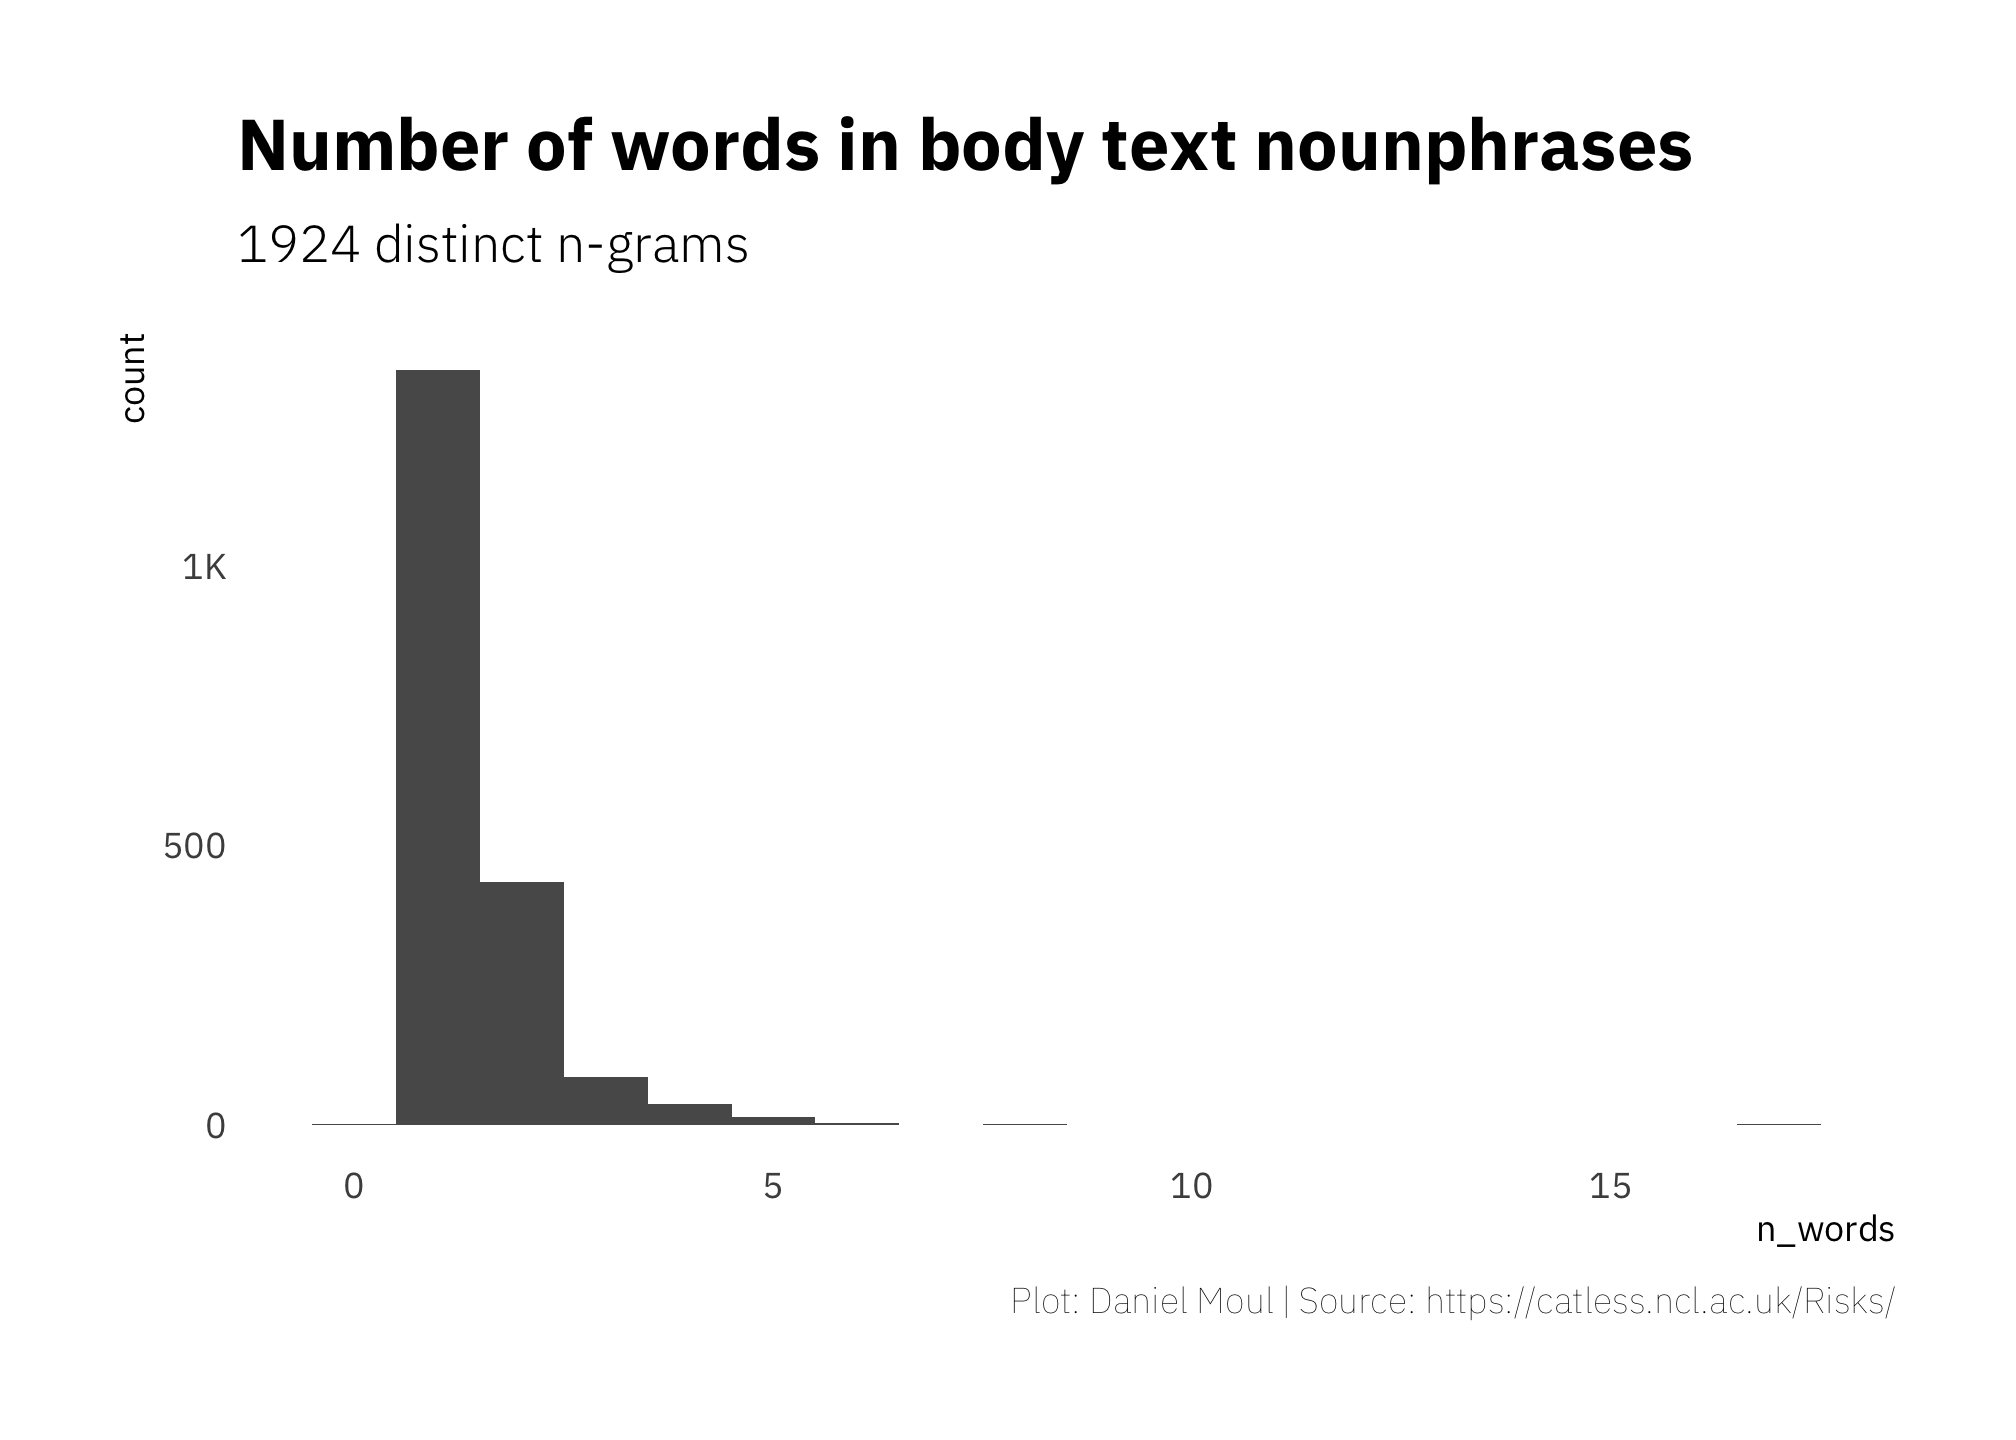 Number of words in body text nounphrases
1924 distinct n-grams
count
1K
500
0
0 5 10 15
n_words
Plot: Daniel Moul | Source: https://catless.ncl.ac.uk/Risks/